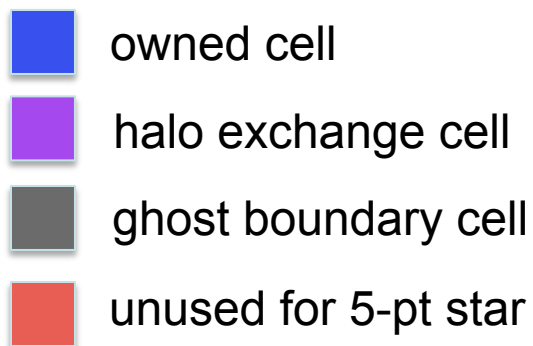 owned cell
halo exchange cell
ghost boundary cell
unused for 5-pt star